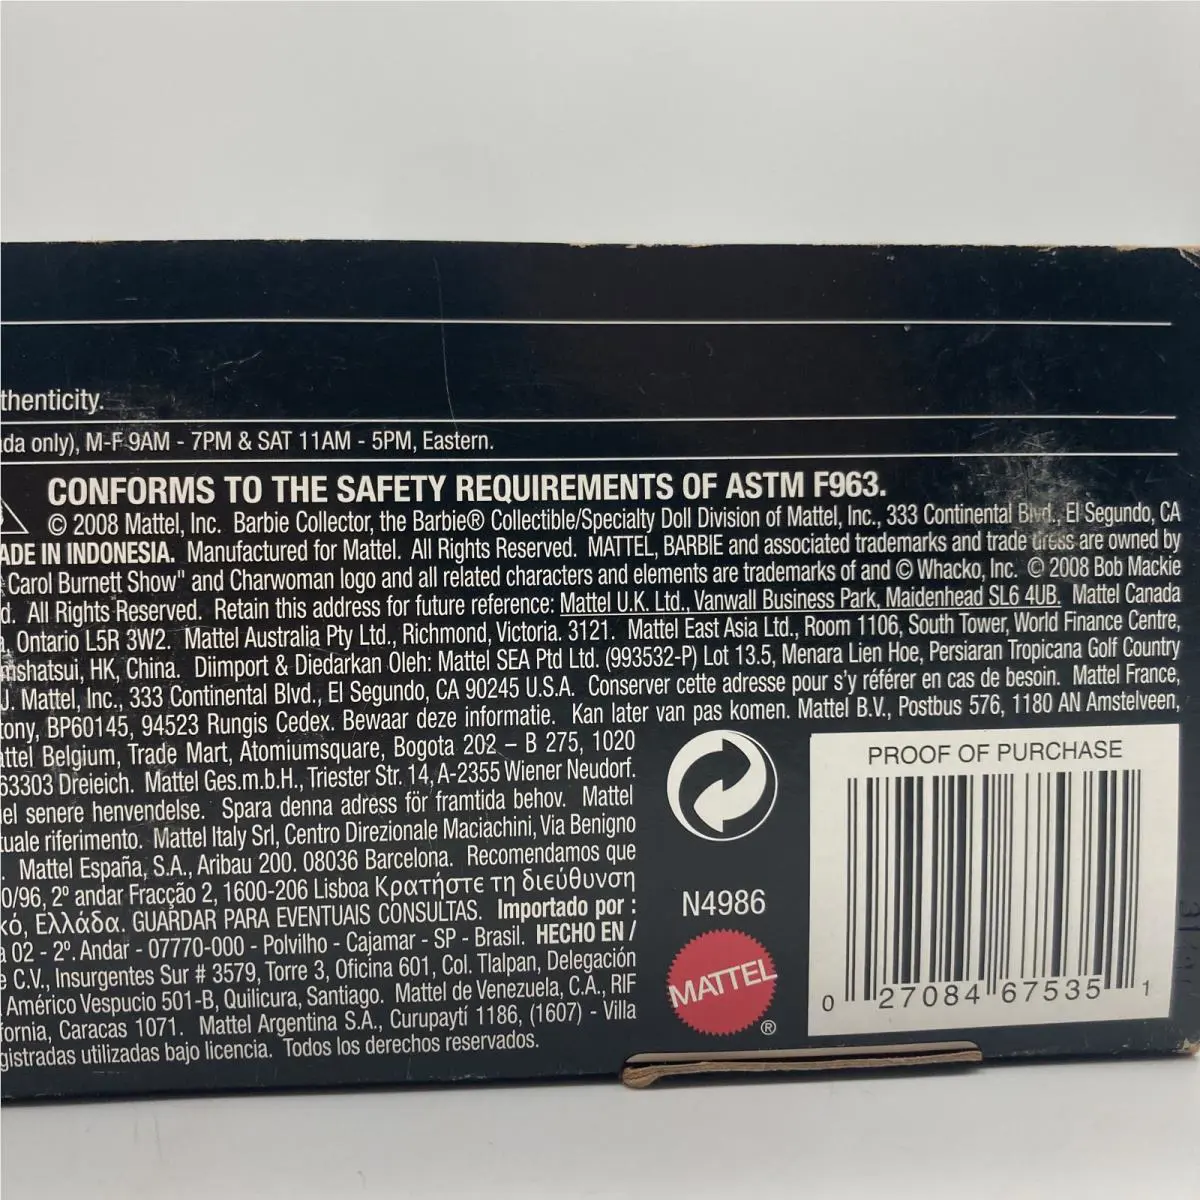 thenticity.
da only), M-F 9AM - 7PM & SAT 11AM - 5PM, Eastern.
CONFORMS TO THE SAFETY REQUIREMENTS OF ASTM F963.
© 2008 Mattel, Inc. Barbie Collector, the Barbie® Collectible/Specialty Doll Division of Mattel, Inc., 333 Continental Blvd., El Segundo, CA
ADE IN INDONESIA. Manufactured for Mattel. All Rights Reserved. MATTEL, BARBIE and associated trademarks and trade dress are owned by
Carol Burnett Show" and Charwoman logo and all related characters and elements are trademarks of and © Whacko, Inc. © 2008 Bob Mackie
d. All Rights Reserved. Retain this address for future reference: Mattel U.K. Ltd., Vanwall Business Park, Maidenhead SL6 4UB. Mattel Canada
, Ontario L5R 3W2. Mattel Australia Pty Ltd., Richmond, Victoria. 3121. Mattel East Asia Ltd., Room 1106, South Tower, World Finance Centre,
mshatsui, HK, China. Diimport & Diedarkan Oleh: Mattel SEA Ptd Ltd. (993532-P) Lot 13.5, Menara Lien Hoe, Persiaran Tropicana Golf Country
J. Mattel, Inc., 333 Continental Blvd., El Segundo, CA 90245 U.S.A. Conserver cette adresse pour s'y référer en cas de besoin. Mattel France,
tony, BP60145, 94523 Rungis Cedex. Bewaar deze informatie. Kan later van pas komen. Mattel B.V., Postbus 576, 1180 AN Amstelveen,
attel Belgium, Trade Mart, Atomiumsquare, Bogota 202 – B 275, 1020
63303 Dreieich. Mattel Ges.m.b.H., Triester Str. 14, A-2355 Wiener Neudorf.
el senere henvendelse. Spara denna adress för framtida behov. Mattel
tuale riferimento. Mattel Italy Srl, Centro Direzionale Maciachini, Via Benigno
. Mattel España, S.A., Aribau 200. 08036 Barcelona. Recomendamos que
0/96, 2º andar Fracção 2, 1600-206 Lisboa Κρατήστε τη διεύθυνση
κό, Ελλάδα. GUARDAR PARA EVENTUAIS CONSULTAS. Importado por :
a 02 - 2º. Andar - 07770-000 - Polvilho - Cajamar - SP - Brasil. HECHO EN /
e C.V., Insurgentes Sur # 3579, Torre 3, Oficina 601, Col. Tlalpan, Delegación
Américo Vespucio 501-B, Quilicura, Santiago. Mattel de Venezuela, C.A., RIF
fornia, Caracas 1071. Mattel Argentina S.A., Curupaytí 1186, (1607) - Villa
gistradas utilizadas bajo licencia. Todos los derechos reservados.
N4986
MATTEL ®
PROOF OF PURCHASE
0 27084 67535 1